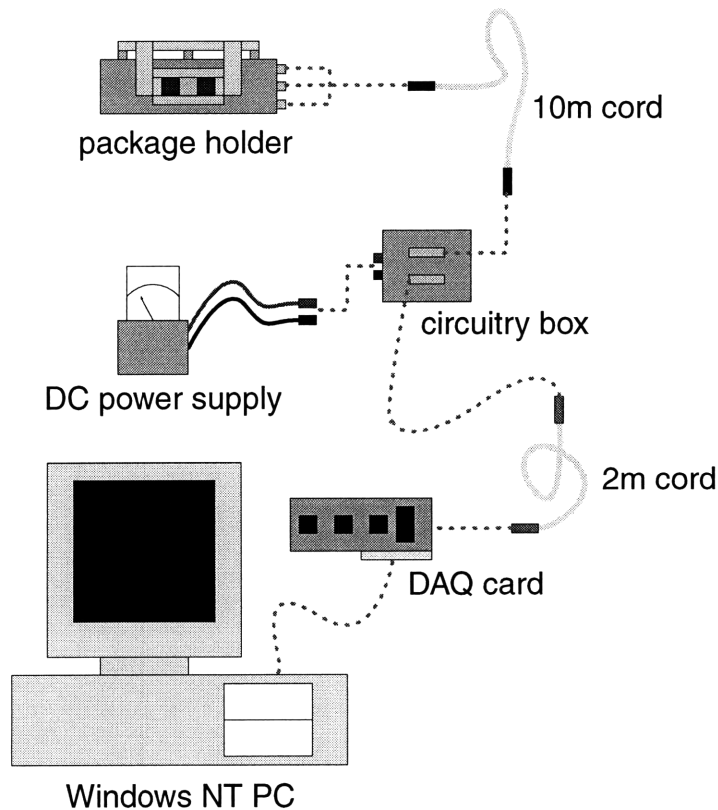 package holder
10m cord
circuitry box
DC power supply
2m cord
DAQ card
Windows NT PC